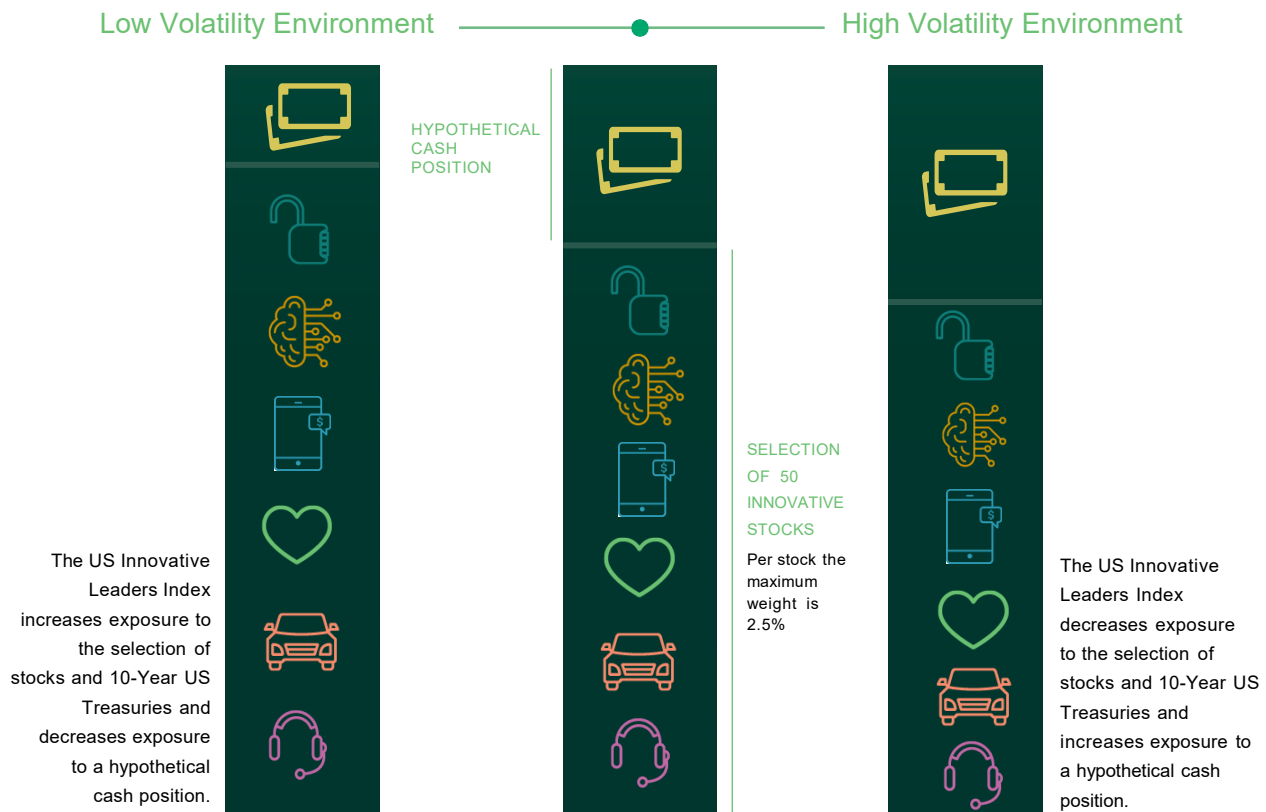 Low Volatility Environment
High Volatility Environment
HYPOTHETICAL
CASH
POSITION
$
$
$
SELECTION
OF 50
INNOVATIVE
STOCKS
Per stock the
maximum
weight is
2.5%
The US Innovative
Leaders Index
increases exposure to
the selection of
stocks and 10-Year US
Treasuries and
decreases exposure
to a hypothetical
cash position.
The US Innovative
Leaders Index
decreases exposure
to the selection of
stocks and 10-Year US
Treasuries and
increases exposure to
a hypothetical cash
position.